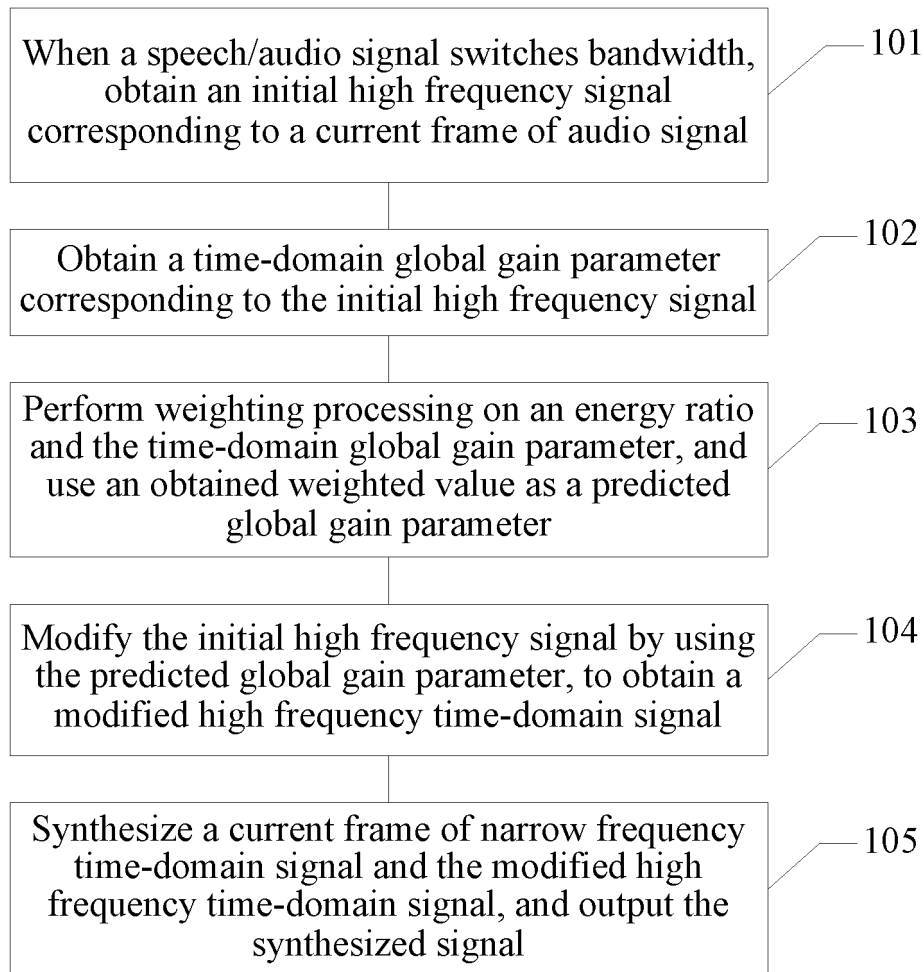 When a speech/audio signal switches bandwidth,
obtain an initial high frequency signal
corresponding to a current frame of audio signal
101
Obtain a time-domain global gain parameter
corresponding to the initial high frequency signal
102
Perform weighting processing on an energy ratio
and the time-domain global gain parameter, and
use an obtained weighted value as a predicted
global gain parameter
103
Modify the initial high frequency signal by using
the predicted global gain parameter, to obtain a
modified high frequency time-domain signal
104
Synthesize a current frame of narrow frequency
time-domain signal and the modified high
frequency time-domain signal, and output the
synthesized signal
105